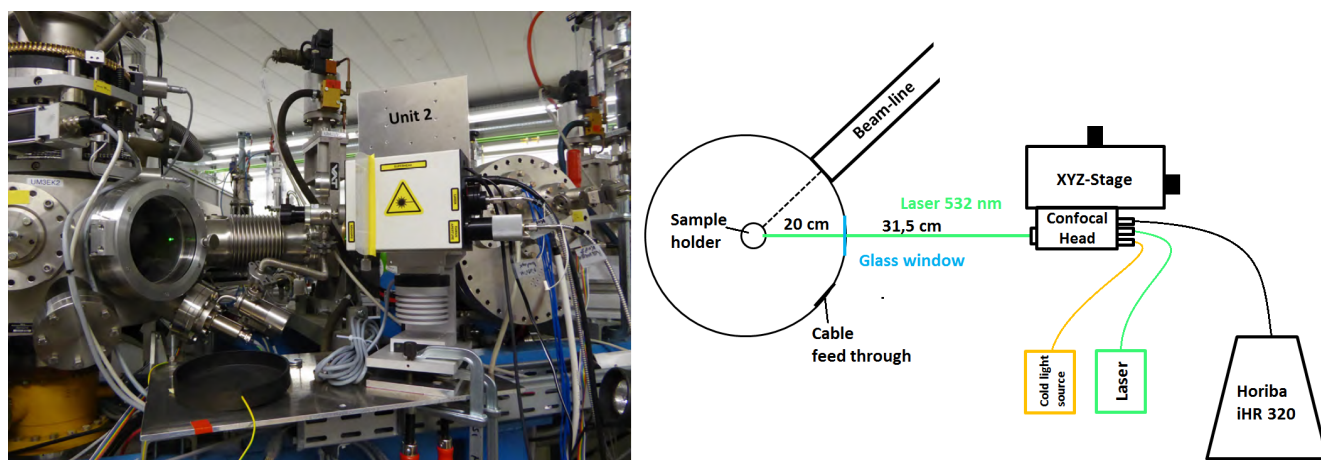 Unit 2
UM3EK2
VAT
Beam-line
XYZ-Stage
Laser 532 nm
Confocal
Head
Sample
holder
20 cm
31,5 cm
Glass window
Cable
feed through
Cold light
source
Laser
Horiba
iHR 320